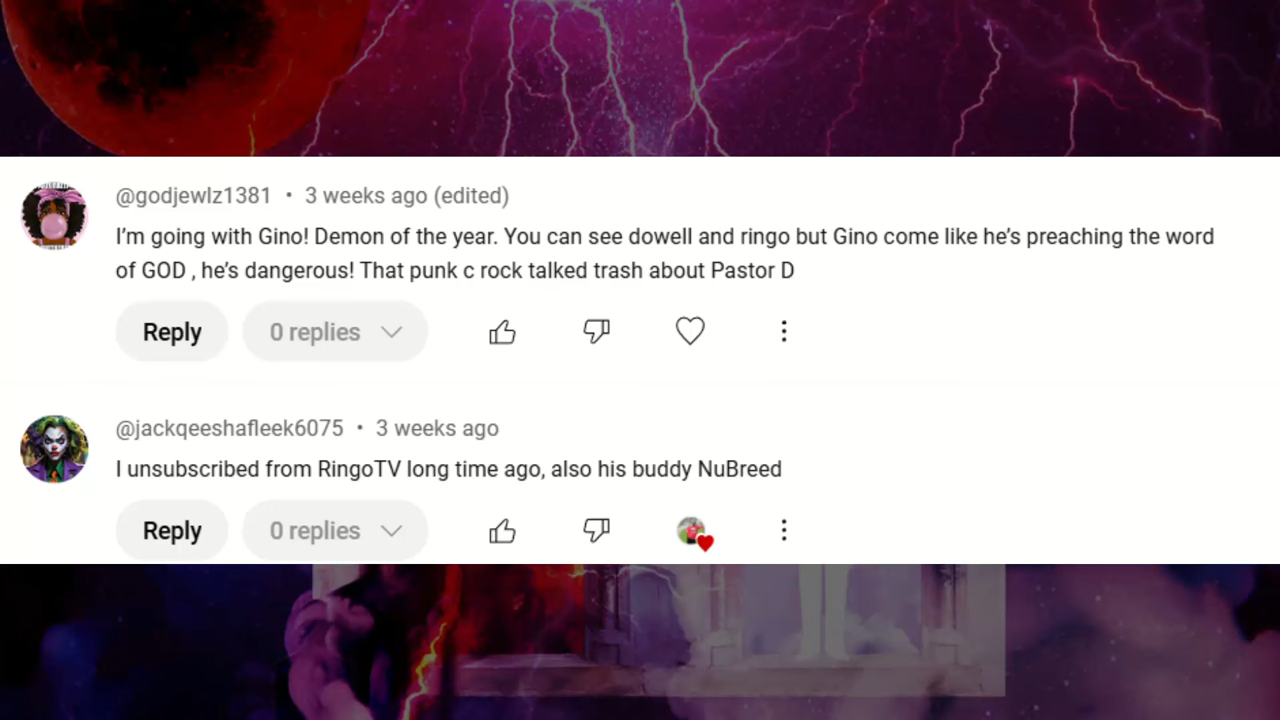 @godjewlz1381 • 3 weeks ago (edited)
I’m going with Gino! Demon of the year. You can see dowell and ringo but Gino come like he’s preaching the word
of GOD , he’s dangerous! That punk c rock talked trash about Pastor D
Reply 0 replies
@jackqeeshafleek6075 • 3 weeks ago
I unsubscribed from RingoTV long time ago, also his buddy NuBreed
Reply 0 replies